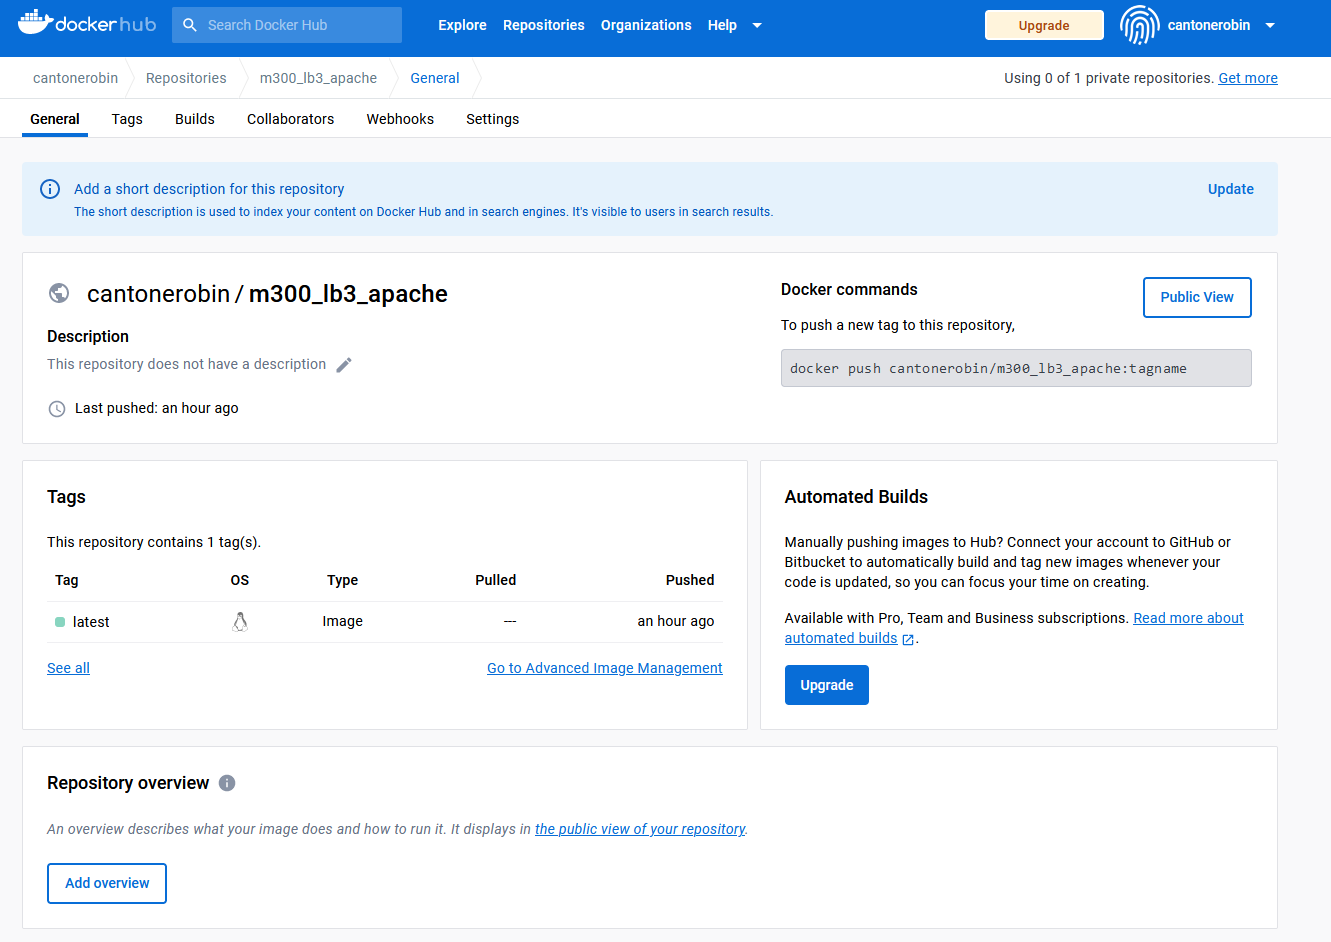 dockerhub
Search Docker Hub
Explore
Repositories
Organizations
Help
Upgrade
cantonerobin
cantonerobin
Repositories
m300_lb3_apache
General
Using 0 of 1 private repositories. Get more
General
Tags
Builds
Collaborators
Webhooks
Settings
Add a short description for this repository
Update
The short description is used to index your content on Docker Hub and in search engines. It's visible to users in search results.
cantonerobin / m300_lb3_apache
Description
This repository does not have a description
Last pushed: an hour ago
Docker commands
Public View
To push a new tag to this repository,
docker push cantonerobin/m300_lb3_apache:tagname
Tags
This repository contains 1 tag(s).
Tag OS Type Pulled Pushed
latest Image --- an hour ago
See all
Go to Advanced Image Management
Automated Builds
Manually pushing images to Hub? Connect your account to GitHub or
Bitbucket to automatically build and tag new images whenever your
code is updated, so you can focus your time on creating.
Available with Pro, Team and Business subscriptions. Read more about
automated builds .
Upgrade
Repository overview
An overview describes what your image does and how to run it. It displays in the public view of your repository.
Add overview